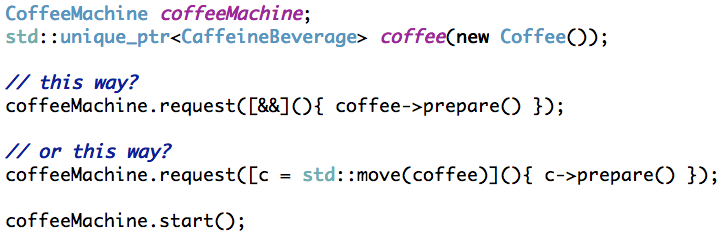 CoffeeMachine coffeeMachine;
std::unique_ptr<CaffeineBeverage> coffee(new Coffee());
// this way?
coffeeMachine.request([&&](){ coffee->prepare() });
// or this way?
coffeeMachine.request([c = std::move(coffee)](){ c->prepare() });
coffeeMachine.start();